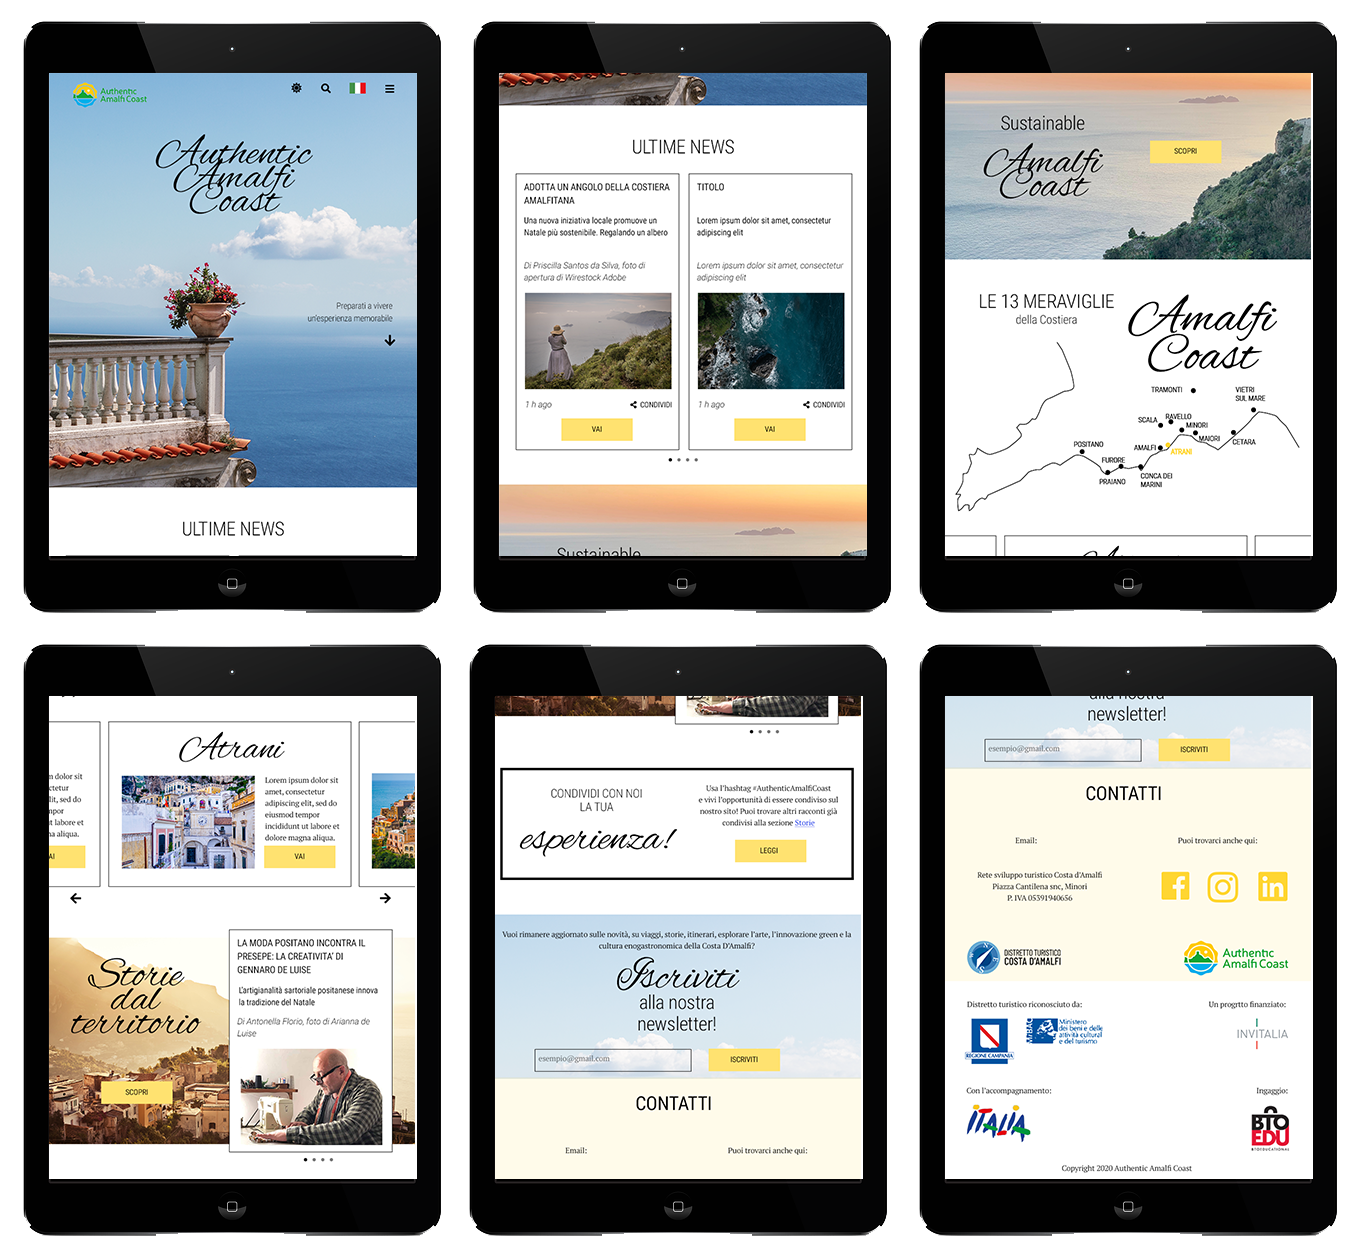 Authentic
Amalfi Coast
Authentic
Amalfi
Coast
Preparati a vivere
un'esperienza memorabile
ULTIME NEWS
ULTIME NEWS
ADOTTA UN ANGOLO DELLA COSTIERA
AMALFITANA
Una nuova iniziativa locale promuove un
Natale più sostenibile. Regalando un albero
Di Priscilla Santos da Silva, foto di
apertura di Wirestock Adobe
1 h ago
CONDIVIDI
VAI
TITOLO
Lorem ipsum dolor sit amet, consectetur
adipiscing elit
Lorem ipsum dolor sit amet, consectetur
adipiscing elit
1 h ago
CONDIVIDI
VAI
Sustainable
Sustainable
Amalfi
Coast
SCOPRI
LE 13 MERAVIGLIE
della Costiera
Amalfi
Coast
TRAMONTI
VIETRI
SUL MARE
SCALA
RAVELLO
MINORI
MAIORI
CETARA
POSITANO
AMALFI
ATRANI
FURORE
PRAIANO
CONCA DEI
MARINI
m dolor sit
ctetur
lit, sed do
tempor
ut labore et
na aliqua.
AI
Atrani
Lorem ipsum dolor sit
amet, consectetur
adipiscing elit, sed do
eiusmod tempor
incididunt ut labore et
dolore magna aliqua.
VAI
Storie
dal
territorio
SCOPRI
LA MODA POSITANO INCONTRA IL
PRESEPE: LA CREATIVITA' DI
GENNARO DE LUISE
L'artigianalità sartoriale positanese innova
la tradizione del Natale
Di Antonella Florio, foto di Arianna de
Luise
CONDIVIDI CON NOI
LA TUA
esperienza!
Usa l'hashtag #AuthenticAmalfiCoast
e vivi l'opportunità di essere condiviso sul
nostro sito! Puoi trovare altri racconti già
condivisi alla sezione Storie
LEGGI
Vuoi rimanere aggiornato sulle novità, su viaggi, storie, itinerari, esplorare l'arte, l'innovazione green e la
cultura enogastronomica della Costa D'Amalfi?
Iscriviti
alla nostra
newsletter!
esempio@gmail.com
ISCRIVITI
CONTATTI
Email:
Puoi trovarci anche qui:
alla nostra
newsletter!
esempio@gmail.com
ISCRIVITI
CONTATTI
Email:
Puoi trovarci anche qui:
Rete sviluppo turistico Costa d'Amalfi
Piazza Cantilena snc, Minori
P. IVA 05391940656
DISTRETTO TURISTICO
COSTA D'AMALFI
Authentic
Amalfi Coast
Distretto turistico riconosciuto da:
Un progrtto finanziato:
REGIONE CAMPANIA
MiBAC
Ministero
dei beni e delle
attività culturali
e del turismo
INVITALIA
Con l'accompagnamento:
Ingaggio:
ITALIA
BTO
EDU
BTOEDUCATIONAL
Copyright 2020 Authentic Amalfi Coast